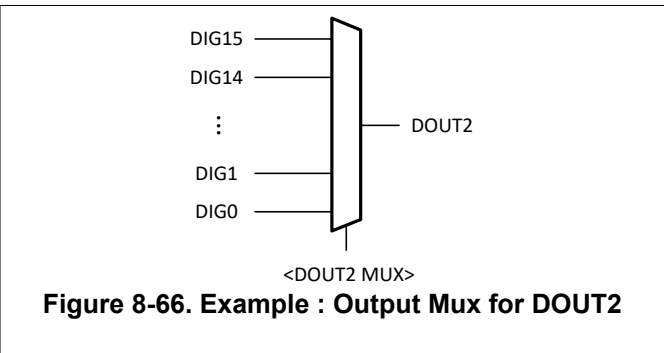 DIG15
DIG14
DOUT2
⋮
DIG1
DIG0
<DOUT2 MUX>
Figure 8-66. Example : Output Mux for DOUT2